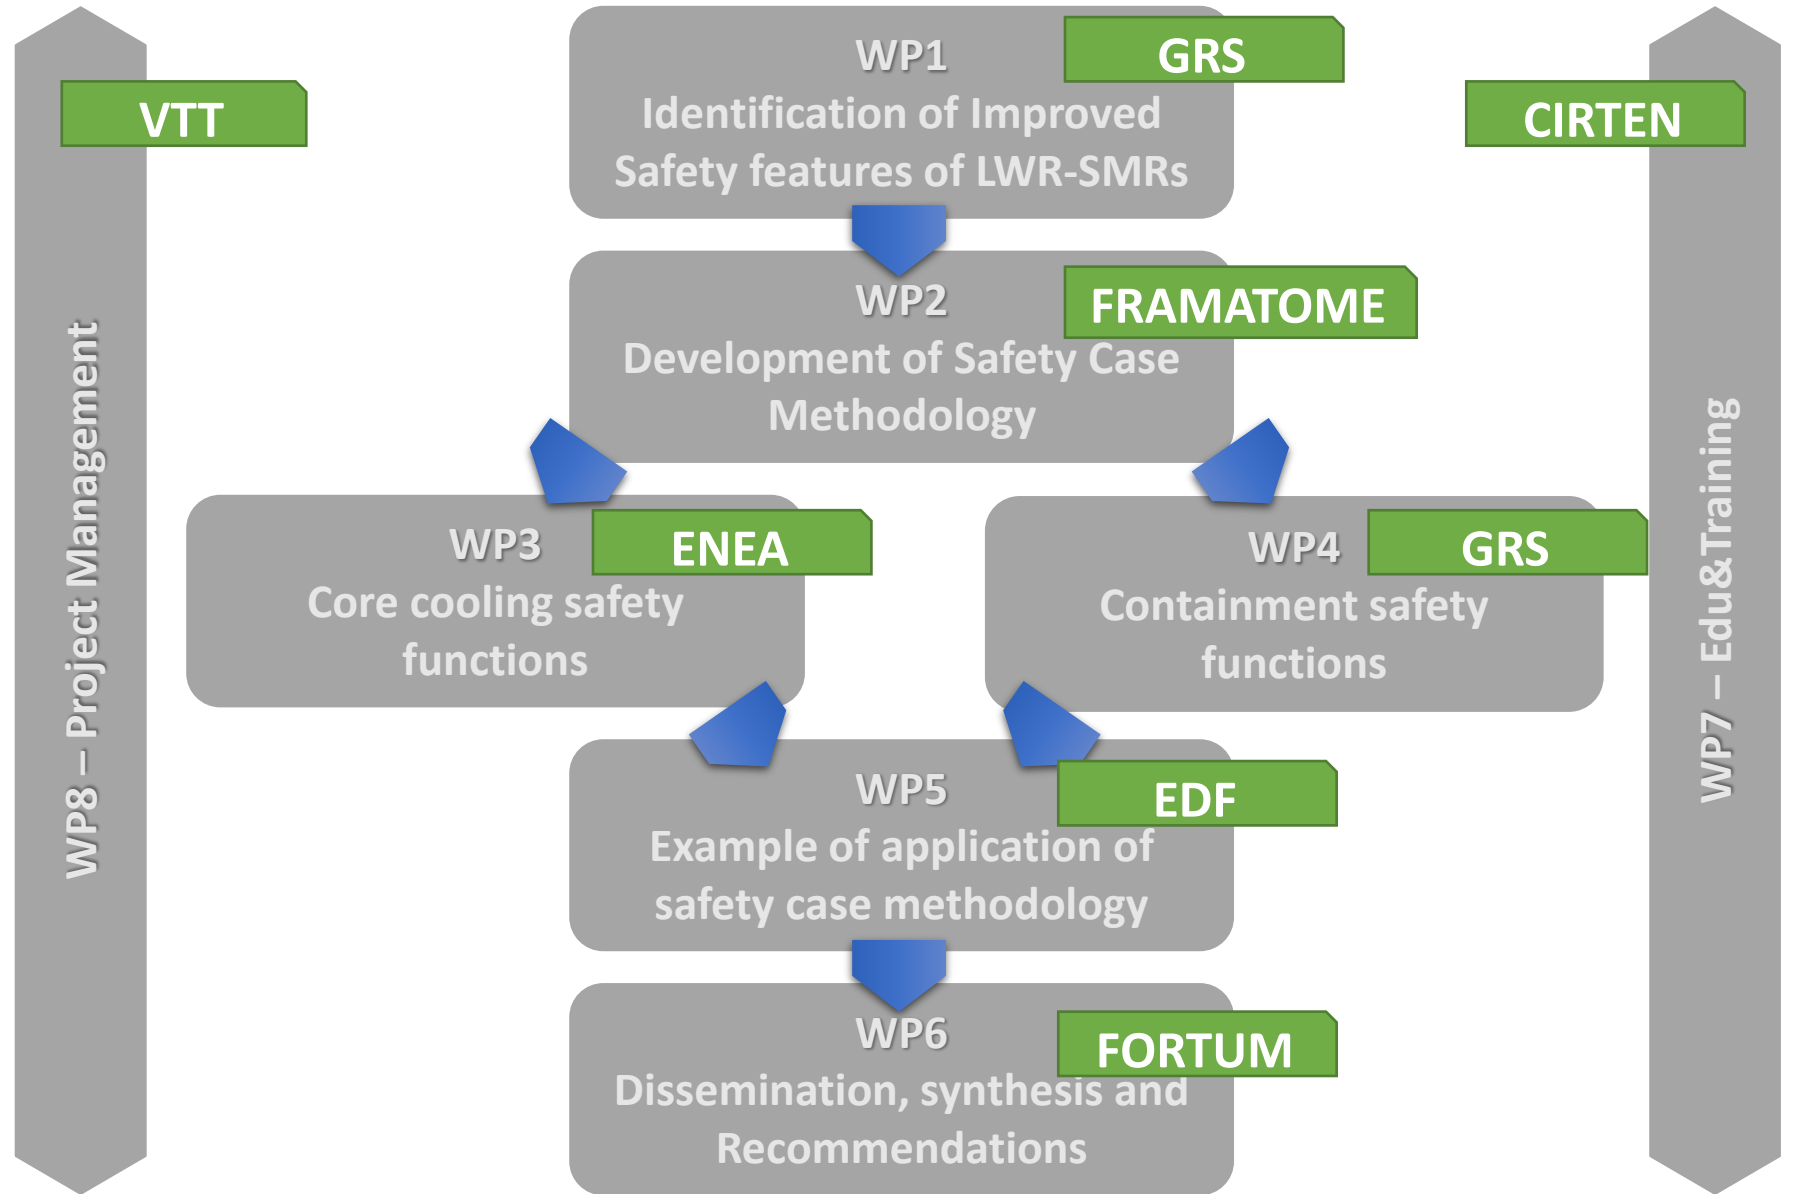 WP1
GRS
Identification of Improved
Safety features of LWR-SMRs
VTT
CIRTEN
WP2
FRAMATOME
Development of Safety Case
Methodology
WP3
ENEA
Core cooling safety
functions
WP4
GRS
Containment safety
functions
WP5
EDF
Example of application of
safety case methodology
WP6
FORTUM
Dissemination, synthesis and
Recommendations
WP8 – Project Management
WP7 – Edu&Training